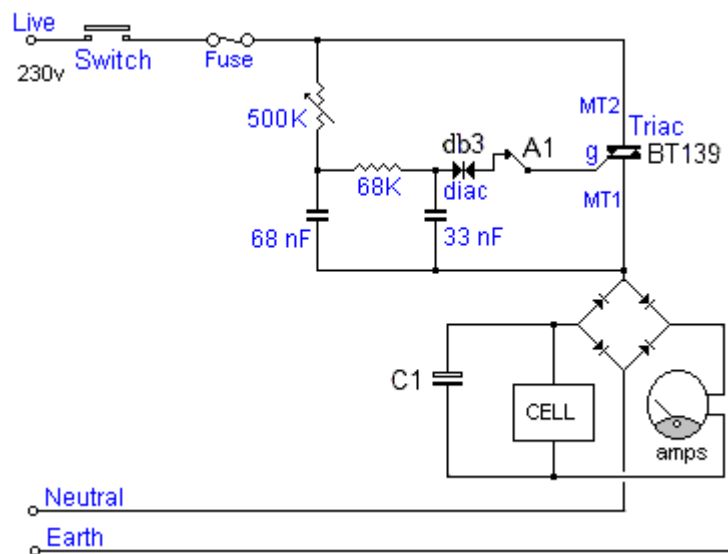 Live
230v
Switch
Fuse
500K
68K
68 nF
33 nF
db3
diac
A1
MT2
Triac
g
BT139
MT1
C1
CELL
amps
Neutral
Earth